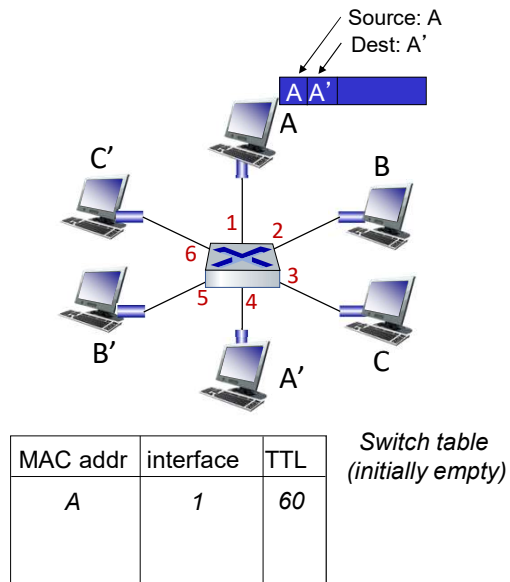 Source: A
Dest: A’
A A’
A
C’
B
1
2
6
3
5
4
B’
C
A’
MAC addr interface TTL
A 1 60
Switch table
(initially empty)